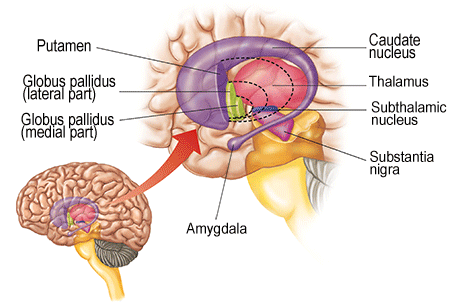 Putamen
Globus pallidus
(lateral part)
Globus pallidus
(medial part)
Caudate
nucleus
Thalamus
Subthalamic
nucleus
Substantia
nigra
Amygdala